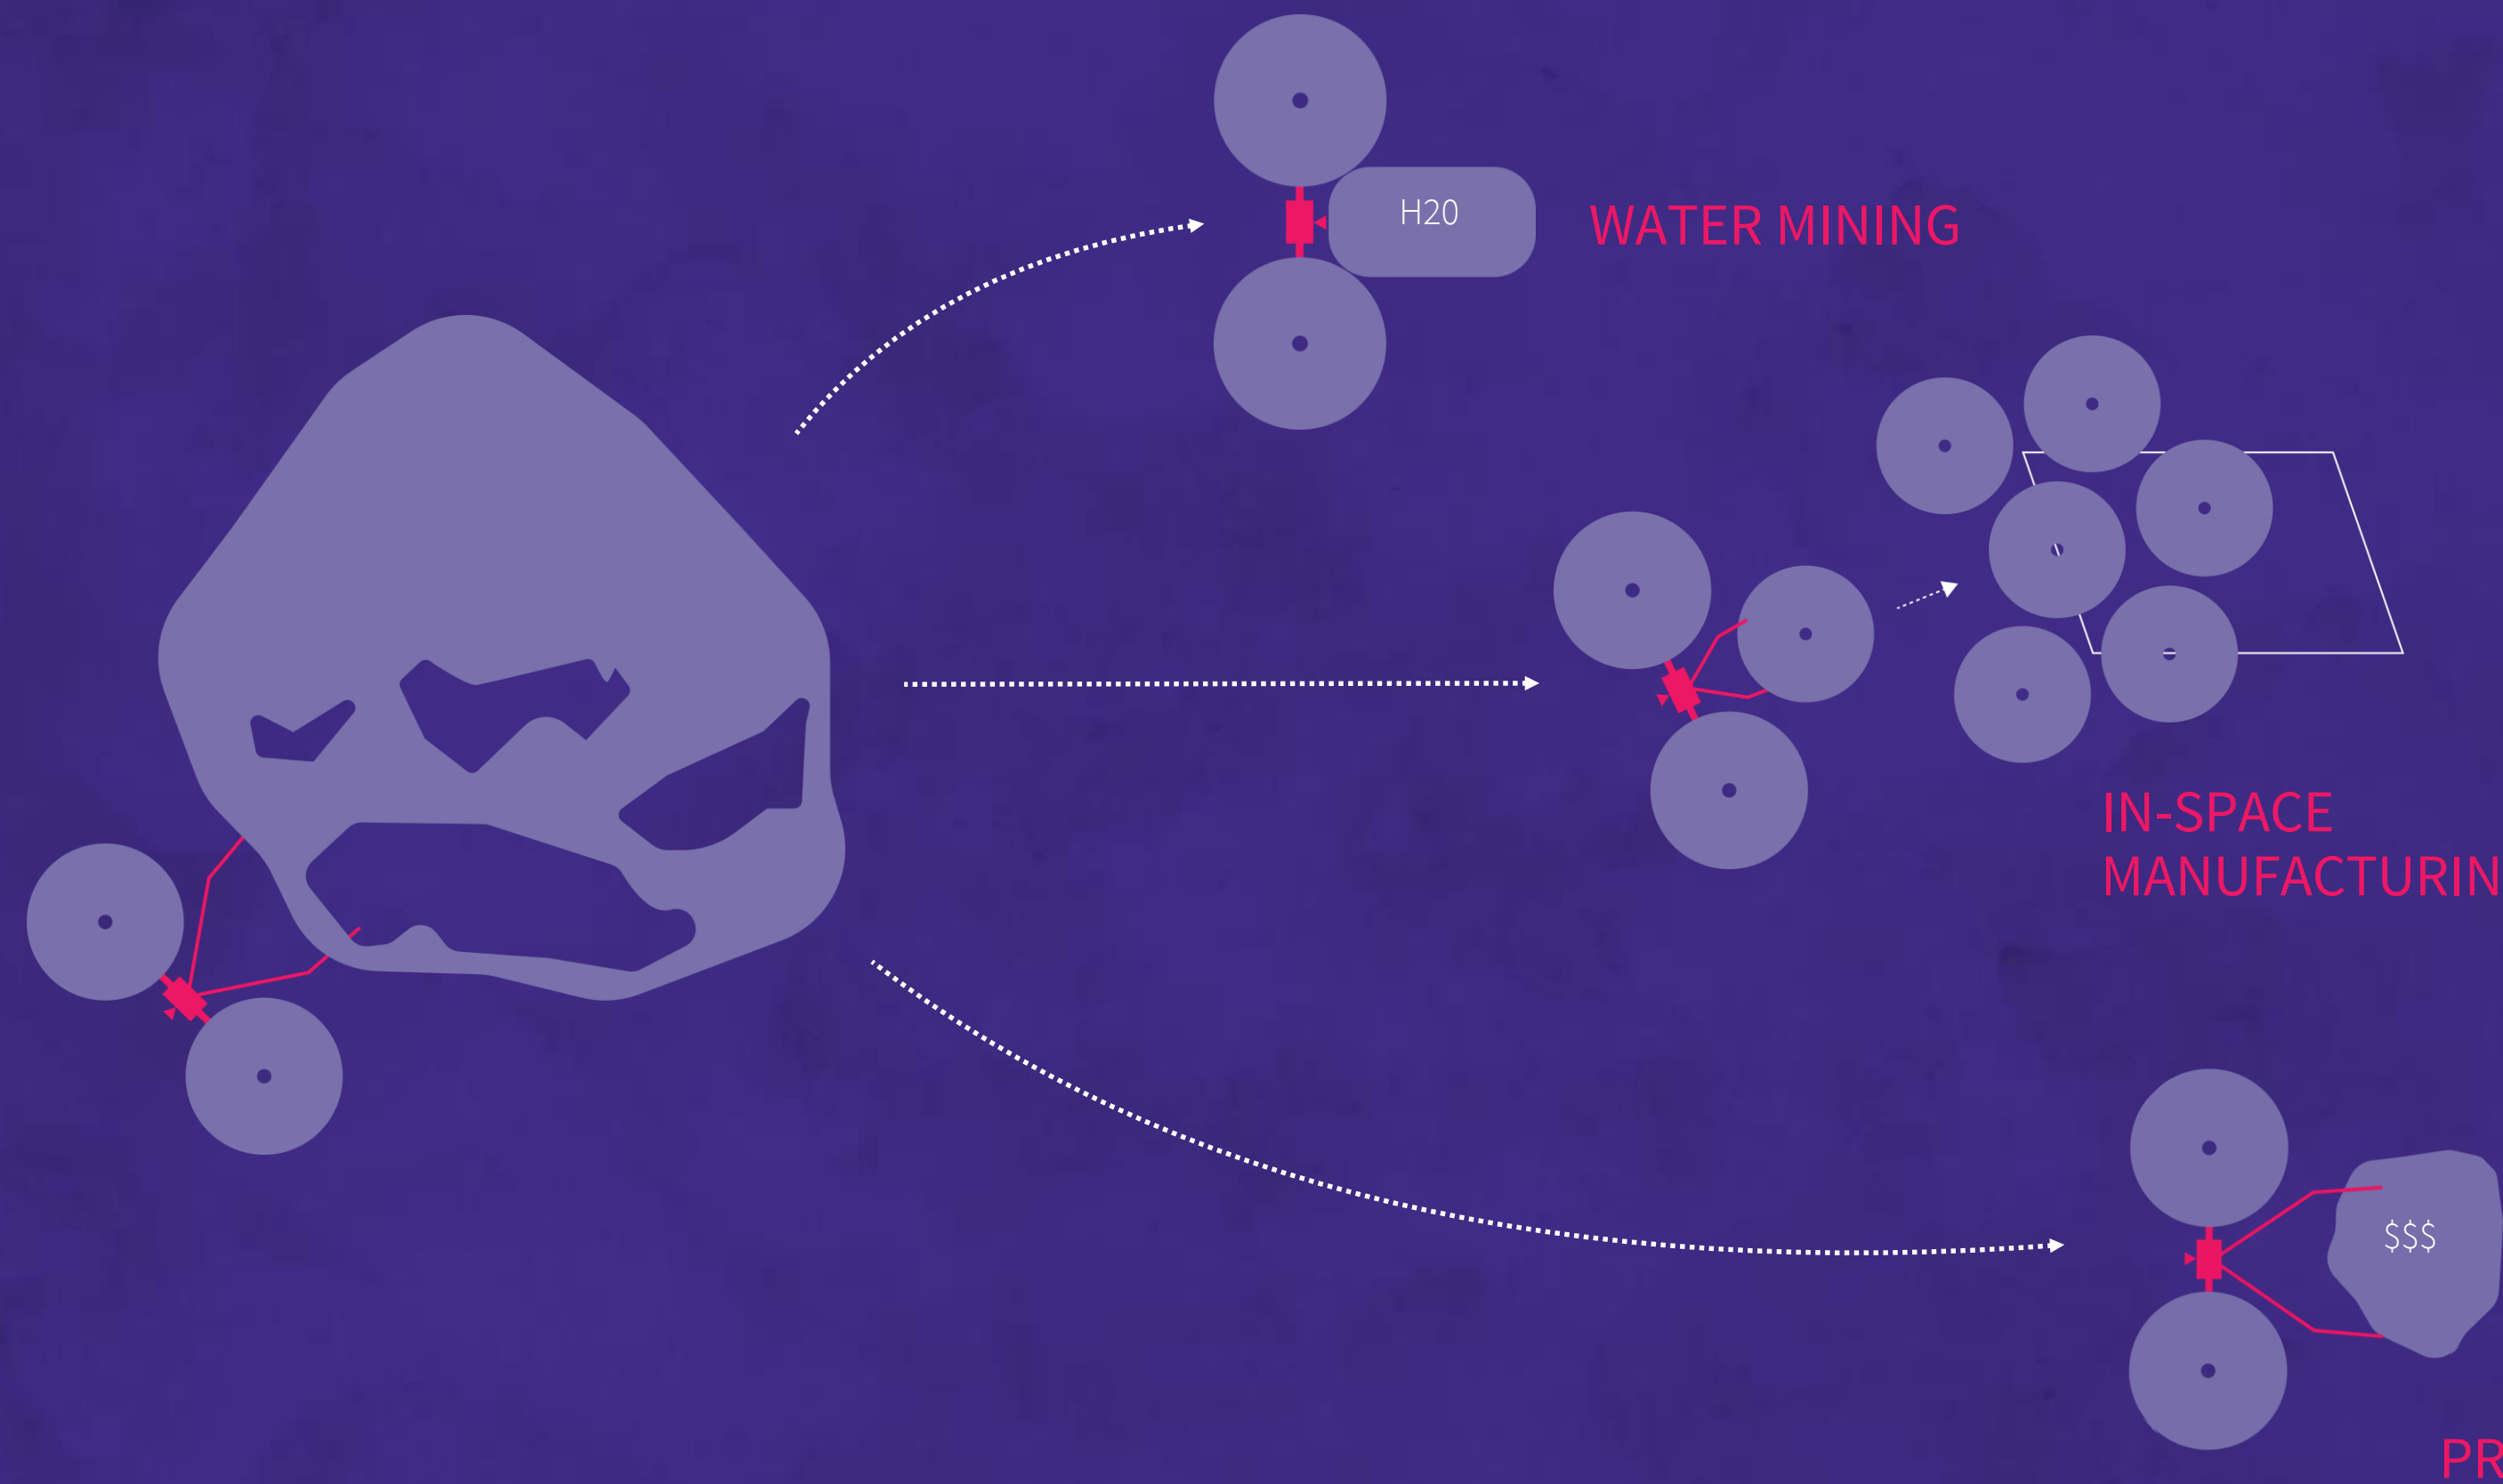 H20
WATER MINING
IN-SPACE
MANUFACTURIN
$$$
PR